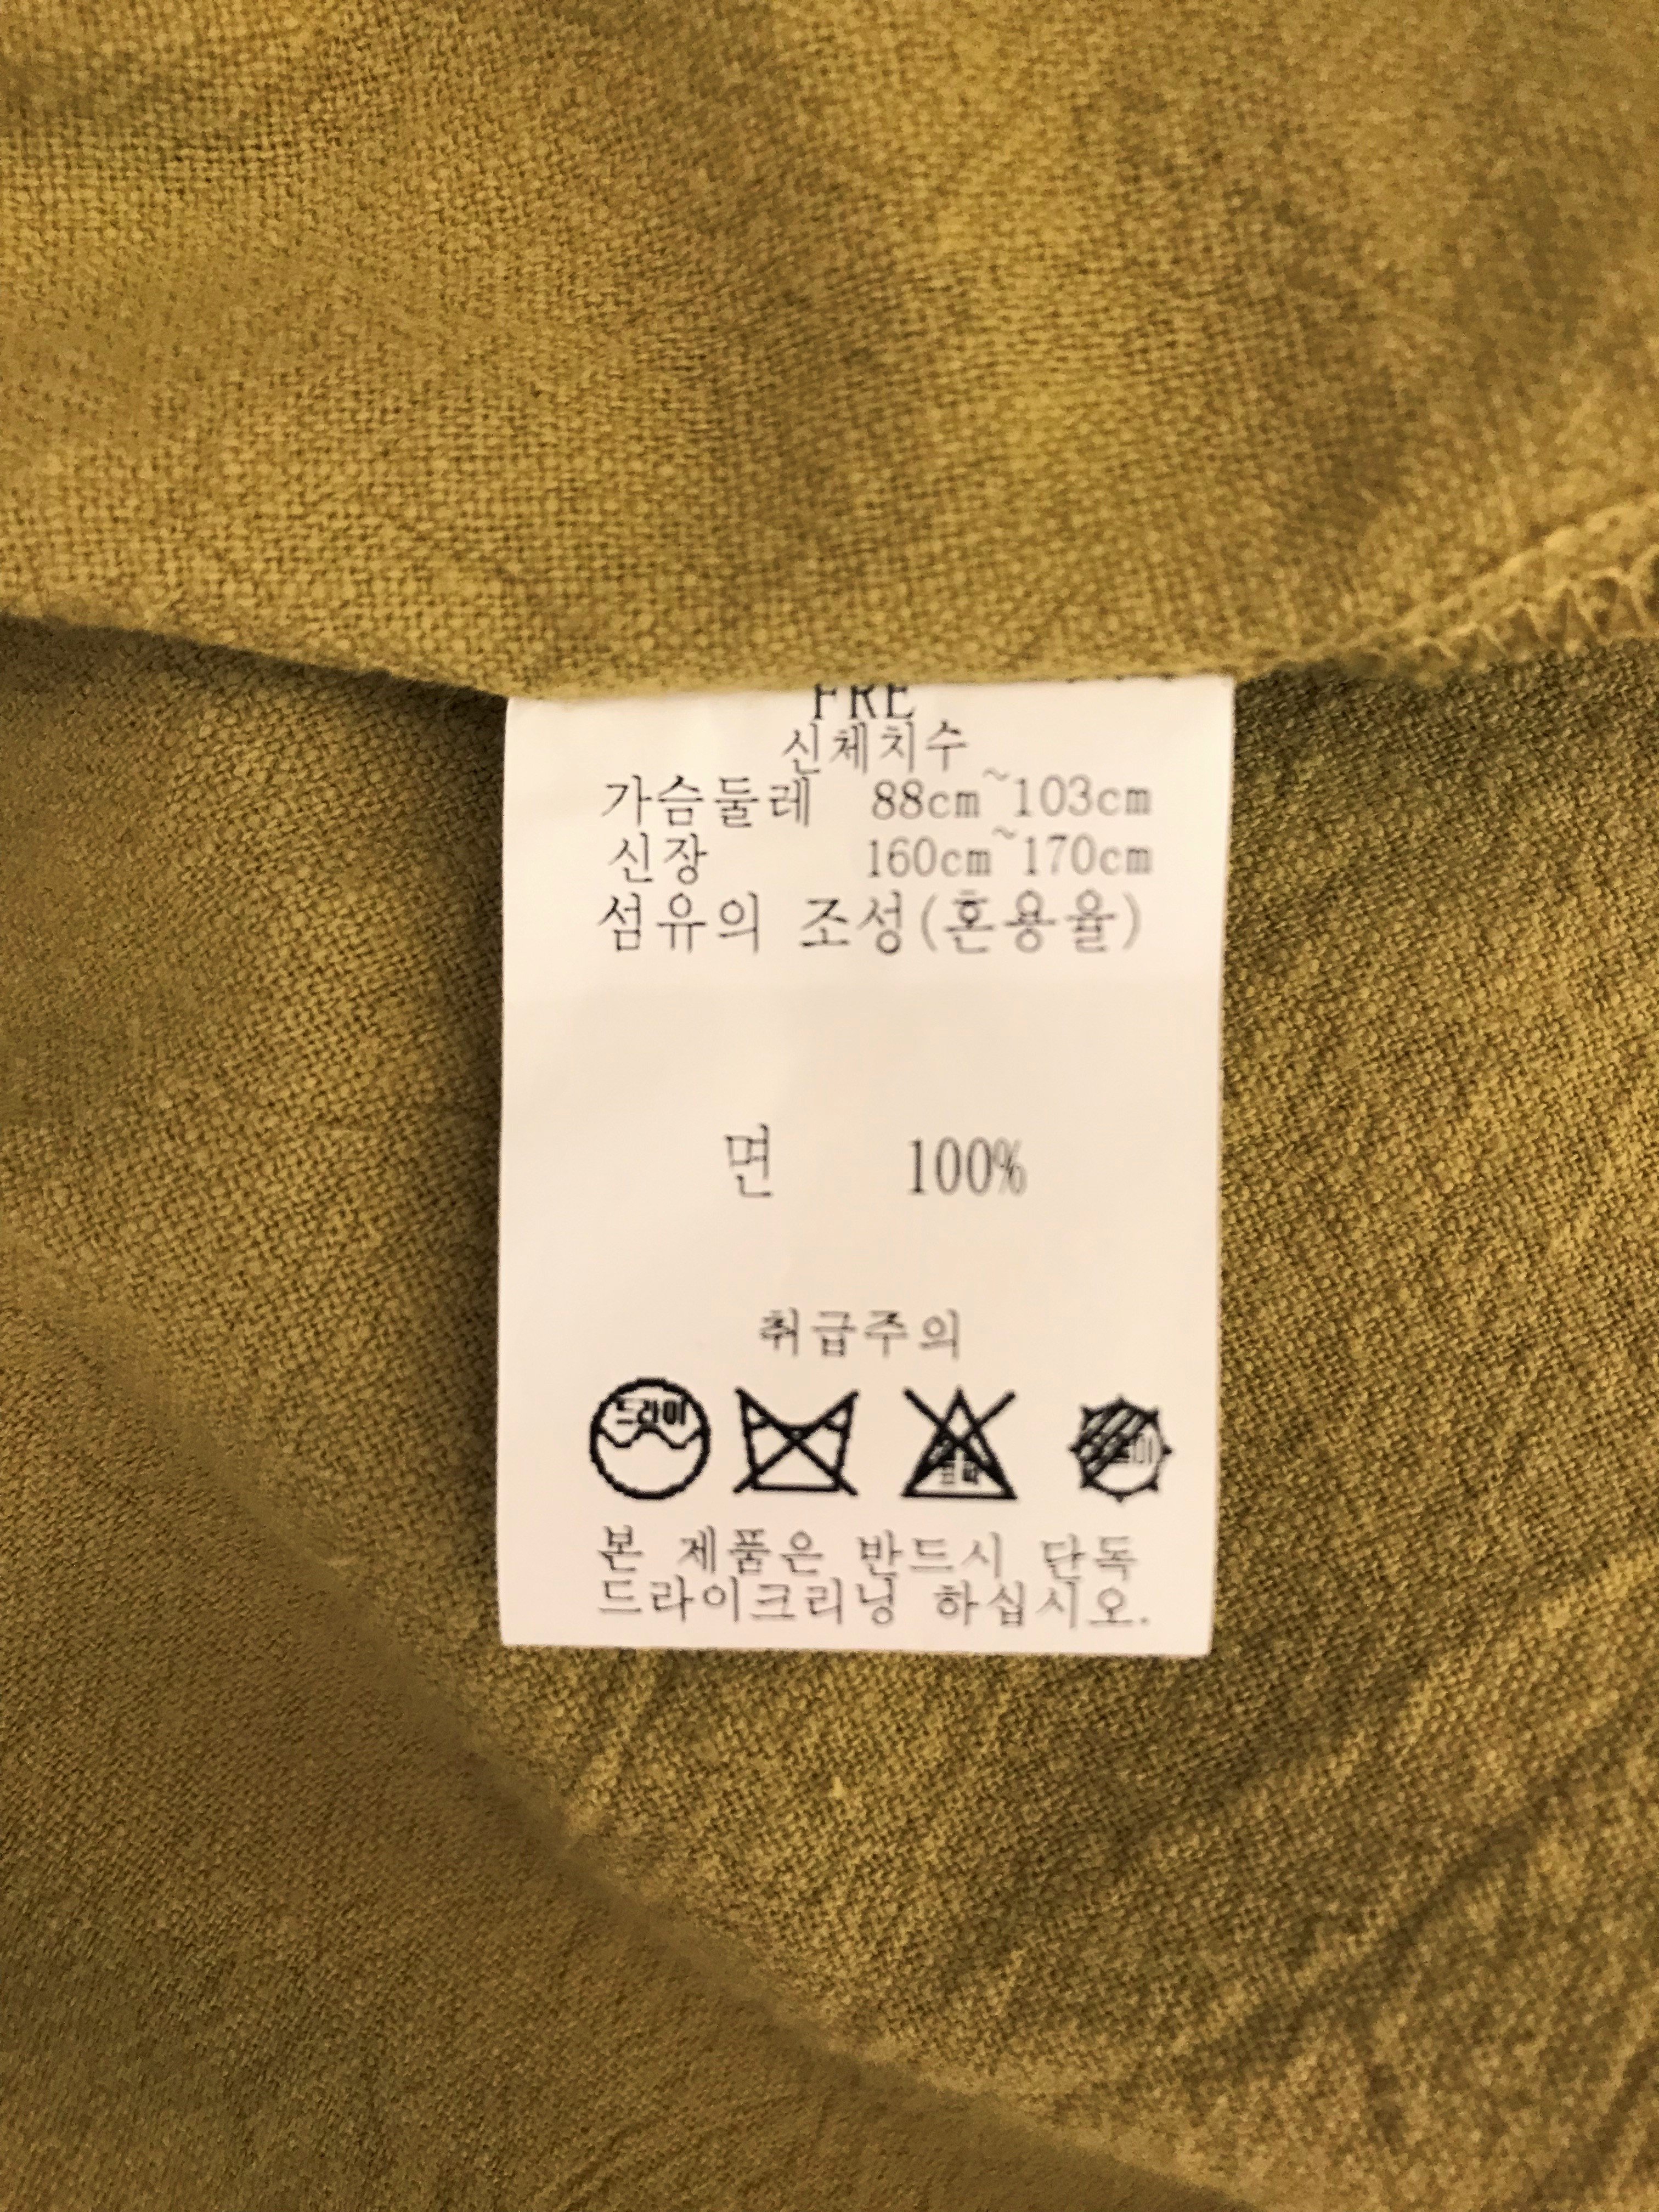 FRE
신체치수
가슴둘레 88cm~103cm
신장 160cm~170cm
섬유의 조성(혼용율)
면 100%
취급주의
드라이
본 제품은 반드시 단독
드라이크리닝 하십시오.